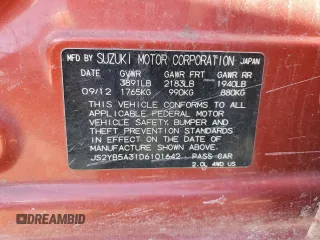 MFD BY SUZUKI MOTOR CORPORATION JAPAN
DATE GVWR GAWR FRT GAWR RR
3891LB 2183LB 1940LB
09/12 1765KG 990KG 880KG
THIS VEHICLE CONFORMS TO ALL
APPLICABLE FEDERAL MOTOR
VEHICLE SAFETY, BUMPER AND
THEFT PREVENTION STANDARDS
IN EFFECT ON THE DATE OF
MANUFACTURE SHOWN ABOVE.
JS2YB5A31D6101642 PASS CAR
2.0L 4WD US
DREAMBID